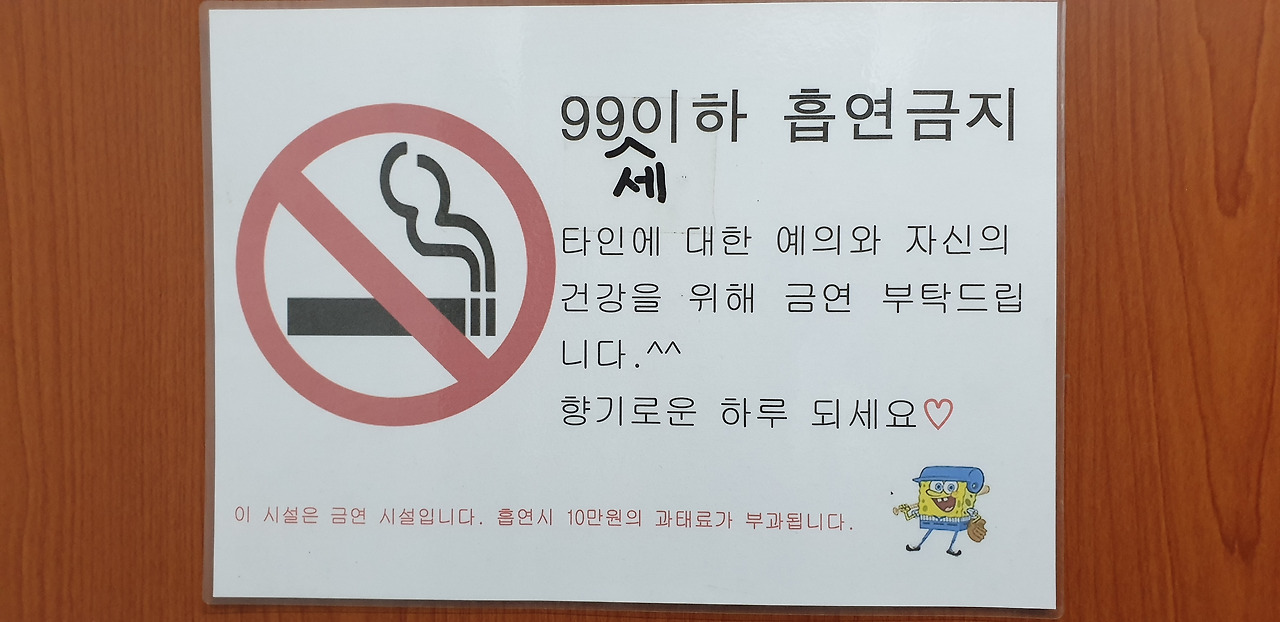 99이하 흡연금지
세
타인에 대한 예의와 자신의
건강을 위해 금연 부탁드립
니다.^^
향기로운 하루 되세요♡
이 시설은 금연 시설입니다. 흡연시 10만원의 과태료가 부과됩니다.